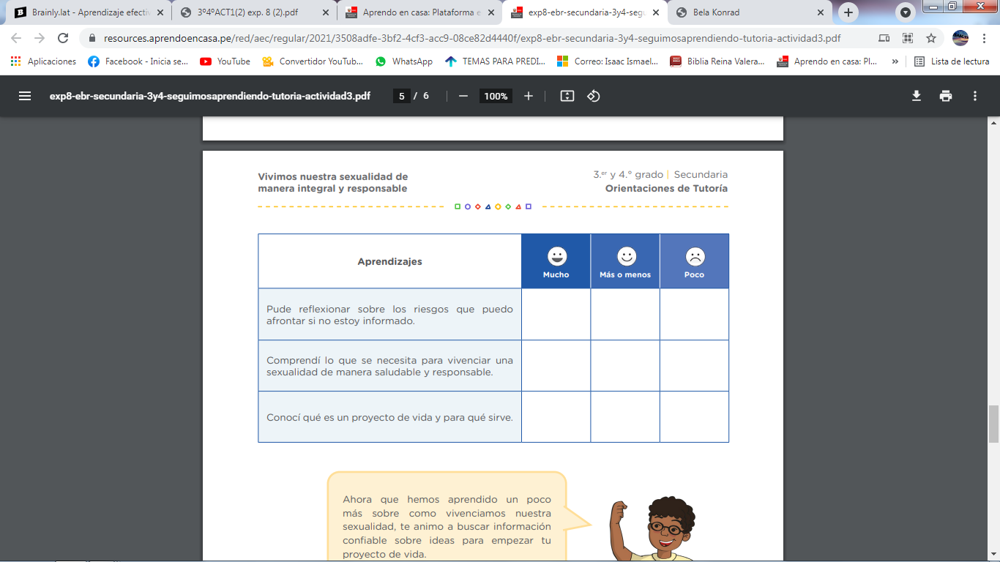 Brainly.lat - Aprendizaje efectiv
3º4ºACT1(2) exp. 8 (2).pdf
Aprendo en casa: Plataforma e
exp8-ebr-secundaria-3y4-segu
Bela Konrad
resources.aprendoencasa.pe/red/aec/regular/2021/3508adfe-3bf2-4cf3-acc9-08ce82d4440f/exp8-ebr-secundaria-3y4-seguimosaprendiendo-tutoria-actividad3.pdf
Aplicaciones
Facebook - Inicia se...
YouTube
Convertidor YouTub...
WhatsApp
TEMAS PARA PREDI...
Correo: Isaac Ismael...
Biblia Reina Valera...
Aprendo en casa: Pl...
»
Lista de lectura
exp8-ebr-secundaria-3y4-seguimosaprendiendo-tutoria-actividad3.pdf
5 / 6
100%
Vivimos nuestra sexualidad de
manera integral y responsable
3.er y 4.° grado | Secundaria
Orientaciones de Tutoría
Aprendizajes
Mucho
Más o menos
Poco
Pude reflexionar sobre los riesgos que puedo
afrontar si no estoy informado.
Comprendí lo que se necesita para vivenciar una
sexualidad de manera saludable y responsable.
Conocí qué es un proyecto de vida y para qué sirve.
Ahora que hemos aprendido un poco
más sobre como vivenciamos nuestra
sexualidad, te animo a buscar información
confiable sobre ideas para empezar tu
proyecto de vida.